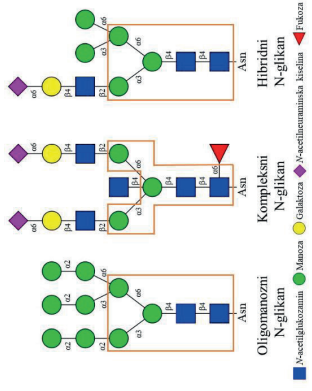 α2
α2
α3
α2
α3
α2
α6
α6
β4
β4
Asn
Oligomanozni
N-glikan
α6
β4
β2
α3
β4
α6
β4
β2
α6
β4
β4
α6
Asn
Kompleksni
N-glikan
α6
β4
β2
α3
α3
α6
α6
β4
β4
Asn
Hibridni
N-glikan
N-acetilglukozamin Manoza Galaktoza N-acetilneuraminska kiselina Fukoza